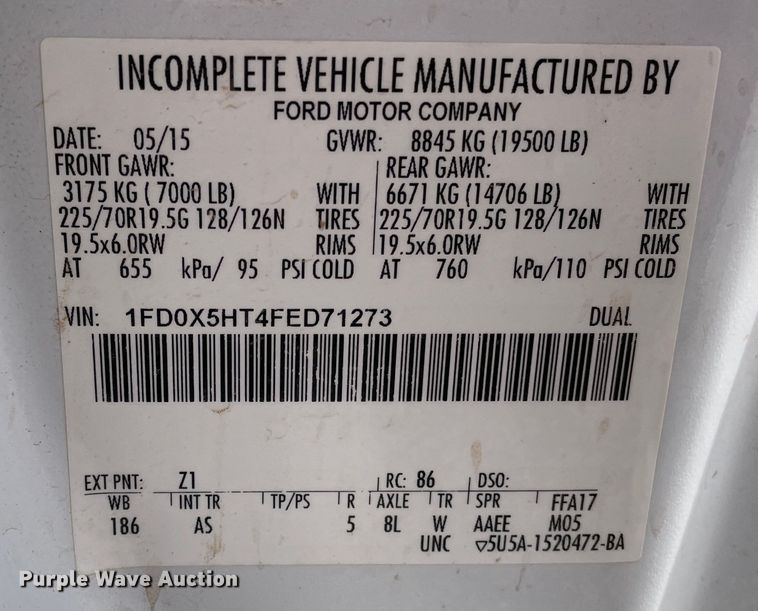 INCOMPLETE VEHICLE MANUFACTURED BY
FORD MOTOR COMPANY
DATE: 05/15 GVWR: 8845 KG (19500 LB)
FRONT GAWR: REAR GAWR:
3175 KG ( 7000 LB) WITH 6671 KG (14706 LB) WITH
225/70R19.5G 128/126N TIRES 225/70R19.5G 128/126N TIRES
19.5x6.0RW RIMS 19.5x6.0RW RIMS
AT 655 kPa/ 95 PSI COLD AT 760 kPa/110 PSI COLD
VIN: 1FD0X5HT4FED71273 DUAL
EXT PNT: Z1 RC: 86 DSO:
WB INT TR TP/PS R AXLE TR SPR FFA17
186 AS 5 8L W AAEE M05
UNC ▽5U5A-1520472-BA
Purple Wave Auction